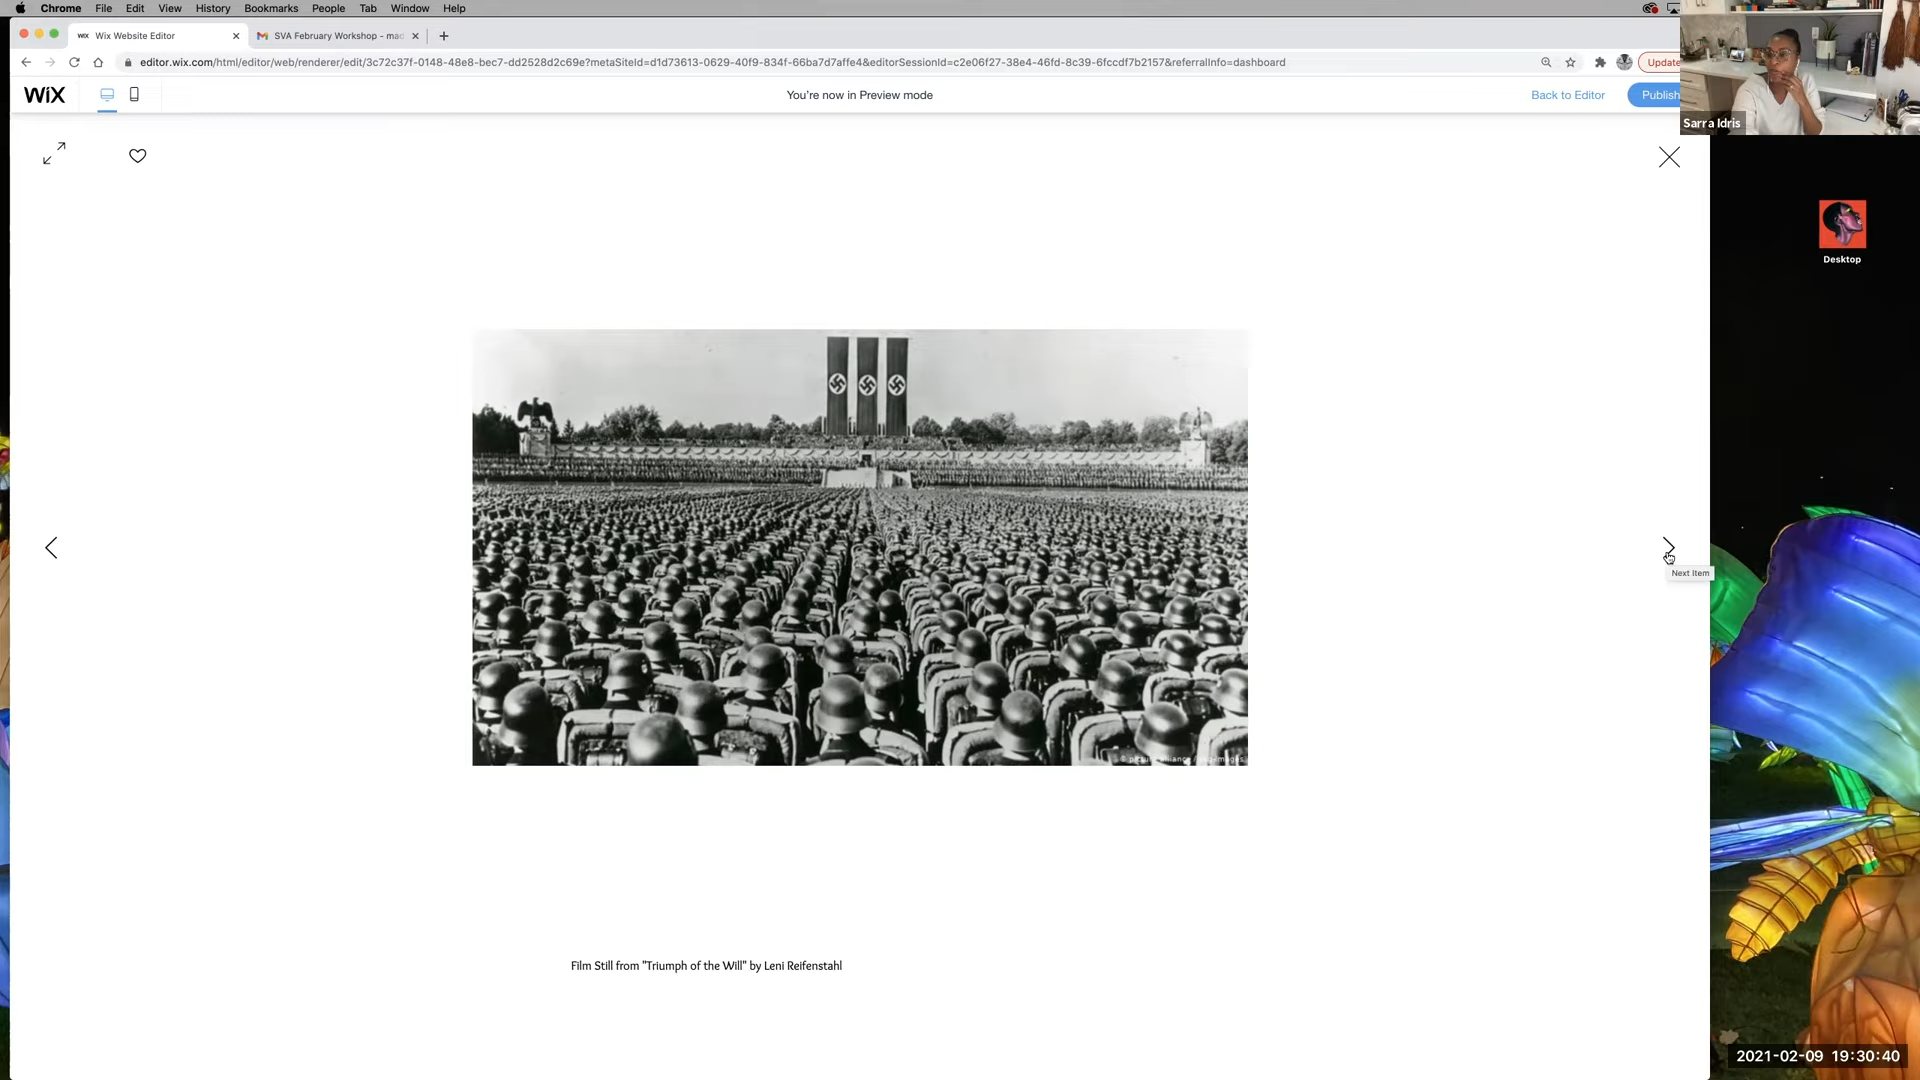 Chrome File Edit View History Bookmarks People Tab Window Help
WiX Wix Website Editor
SVA February Workshop - mac
editor.wix.com/html/editor/web/renderer/edit/3c72c37f-0148-48e8-bec7-dd2528d2c69e?metaSiteId=d1d73613-0629-40f9-834f-66ba7d7affe4&editorSessionId=c2e06f27-38e4-46fd-8c39-6fccdf7b2157&referralInfo=dashboard
Update
WiX
You're now in Preview mode
Back to Editor
Publish
Sarra Idris
Desktop
Next Item
Film Still from "Triumph of the Will" by Leni Reifenstahl
2021-02-09 19:30:40